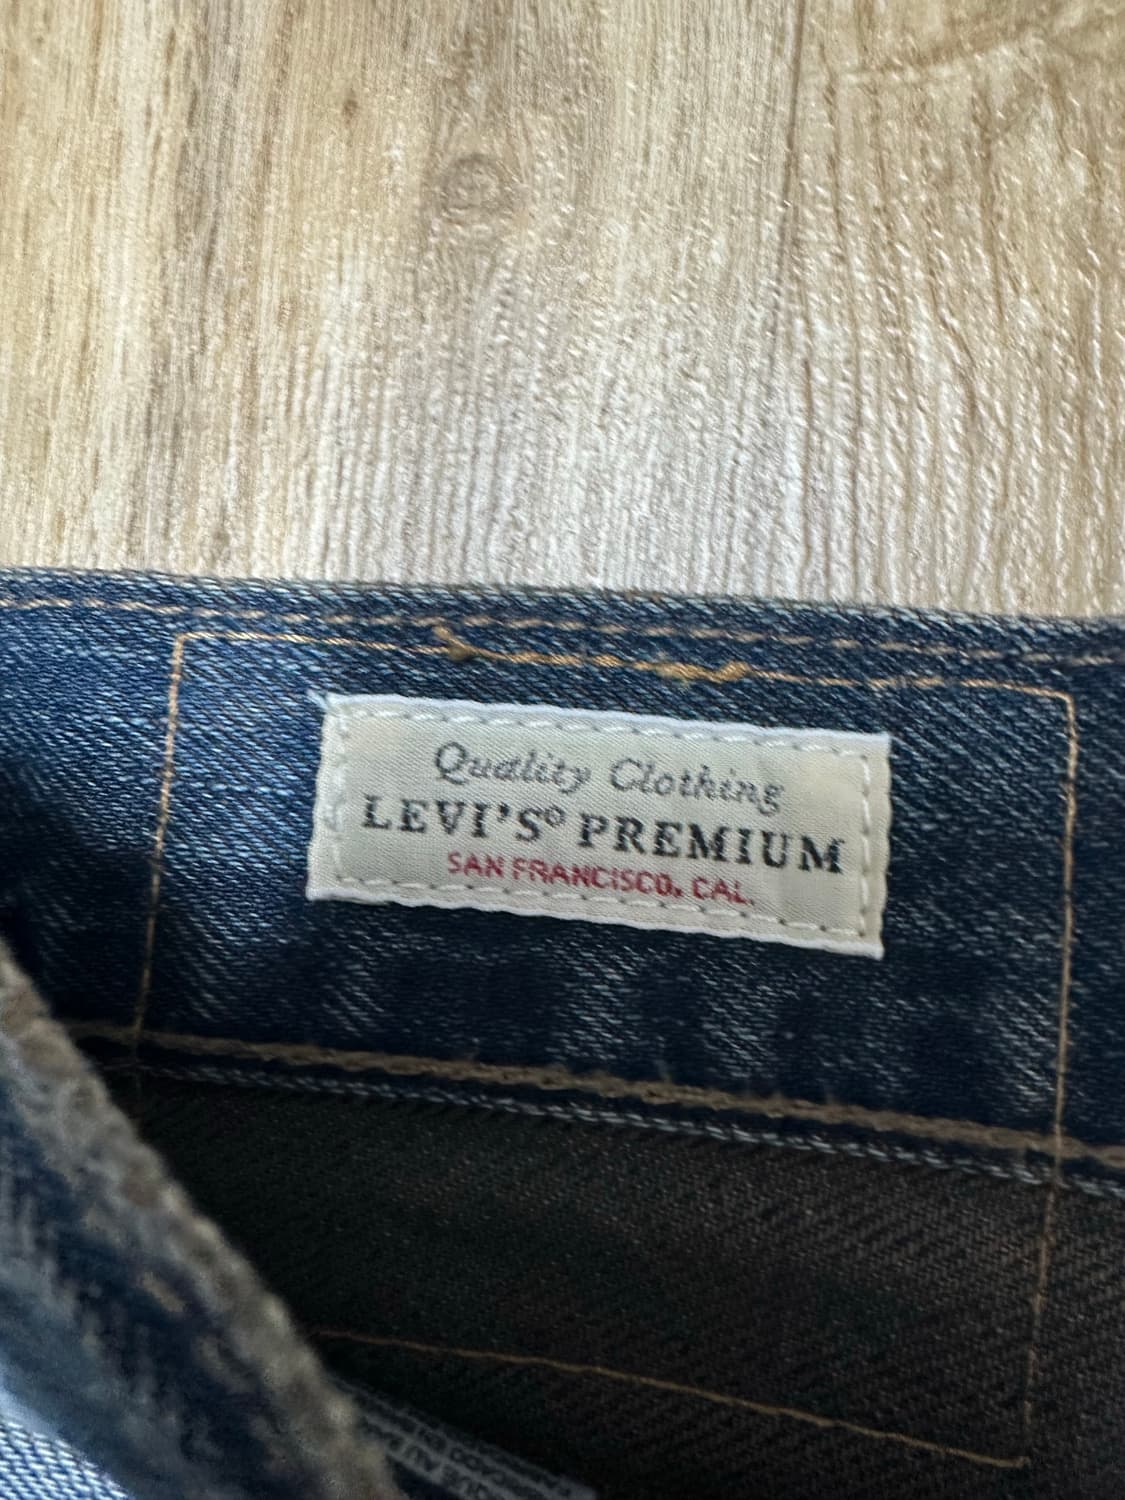 Quality Clothing
LEVI'S® PREMIUM
SAN FRANCISCO, CAL.